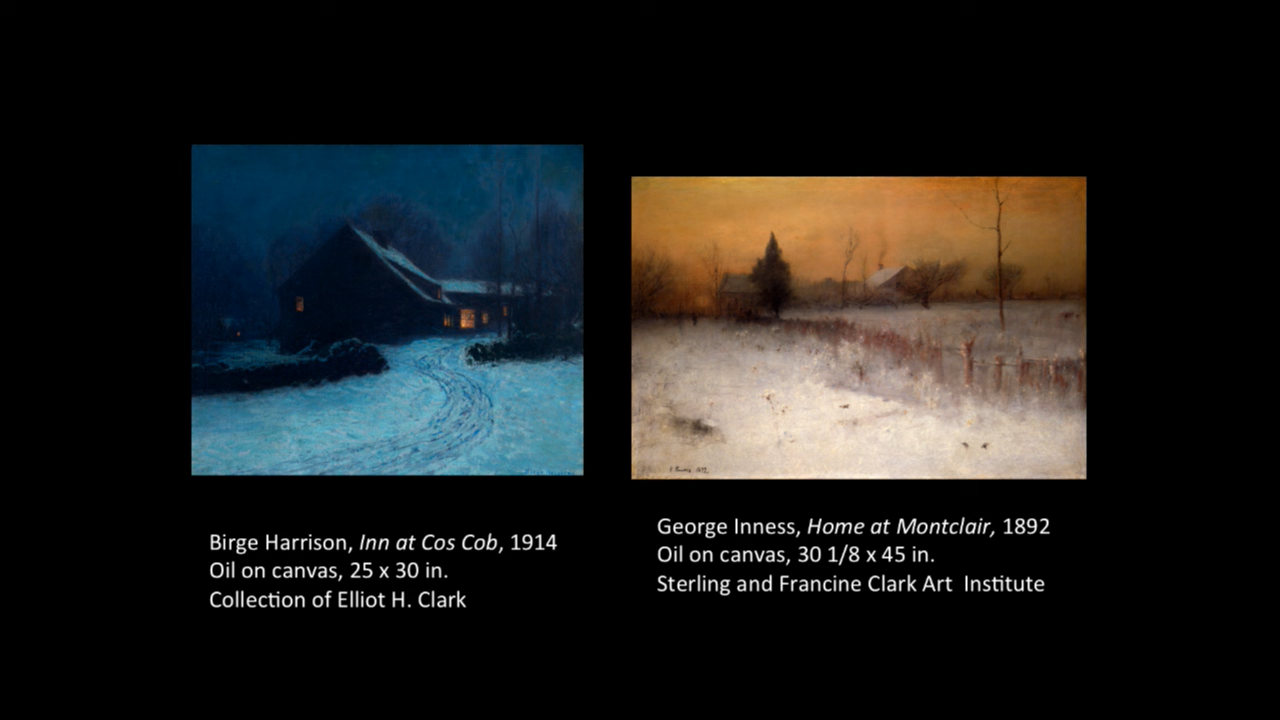 Birge Harrison, Inn at Cos Cob, 1914
Oil on canvas, 25 x 30 in.
Collection of Elliot H. Clark
George Inness, Home at Montclair, 1892
Oil on canvas, 30 1/8 x 45 in.
Sterling and Francine Clark Art  Institute